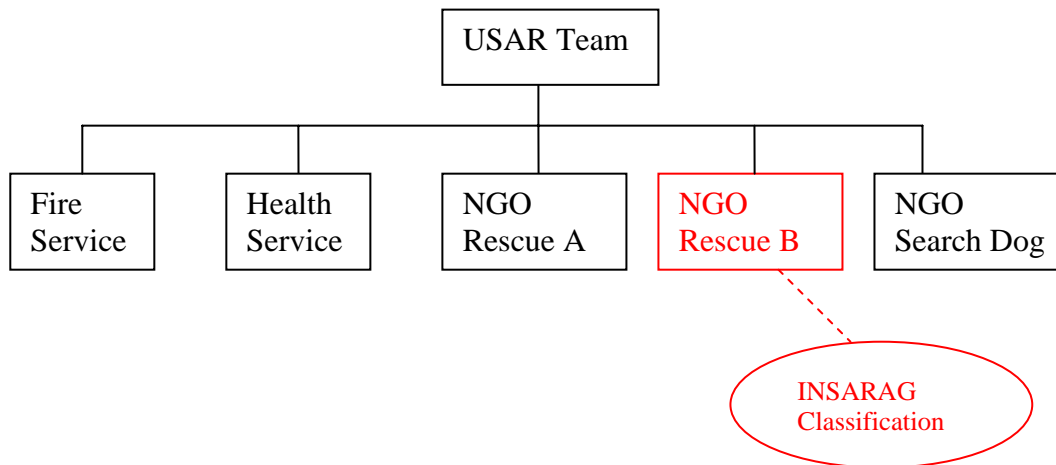 USAR Team
Fire
Service
Health
Service
NGO
Rescue A
NGO
Rescue B
NGO
Search Dog
INSARAG
Classification